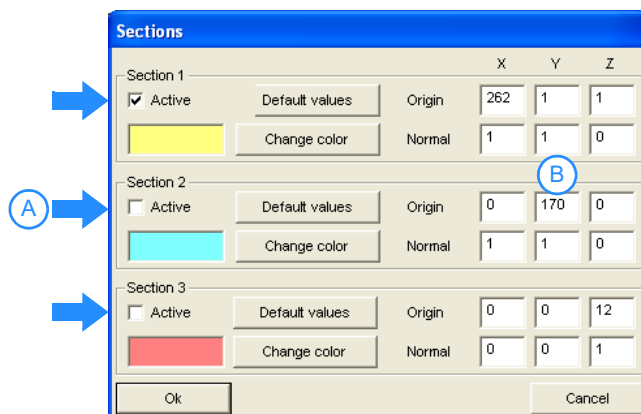 Sections
X Y Z
Section 1
Active Default values Origin 262 1 1
Change color Normal 1 1 0
B
Section 2
A Active Default values Origin 0 170 0
Change color Normal 1 1 0
Section 3
Active Default values Origin 0 0 12
Change color Normal 0 0 1
Ok Cancel